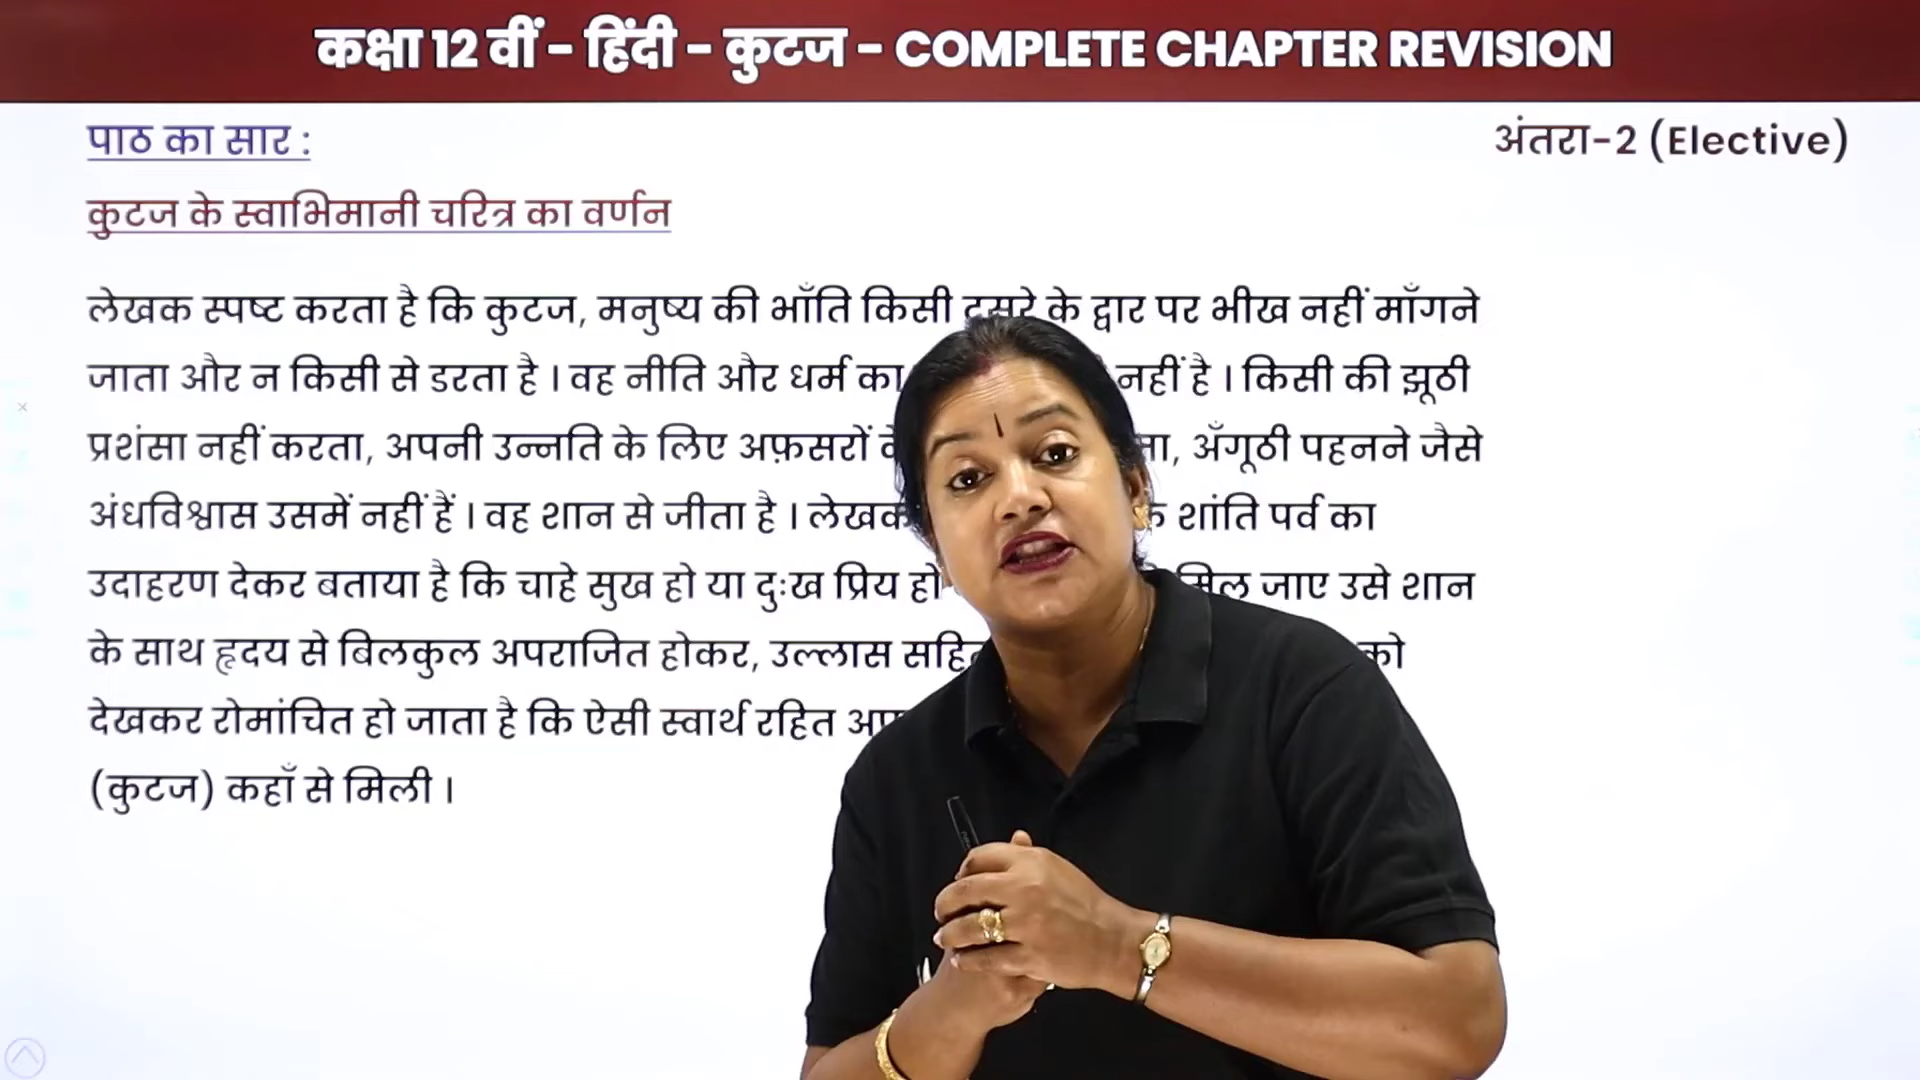 कक्षा 12 वीं - हिंदी - कुटज - COMPLETE CHAPTER REVISION
पाठ का सार :
अंतरा-2 (Elective)
कुटज के स्वाभिमानी चरित्र का वर्णन
लेखक स्पष्ट करता है कि कुटज, मनुष्य की भाँति किसी दूसरे के द्वार पर भीख नहीं माँगने
जाता और न किसी से डरता है । वह नीति और धर्म का नहीं है । किसी की झूठी
प्रशंसा नहीं करता, अपनी उन्नति के लिए अफ़सरों अँगूठी पहनने जैसे
अंधविश्वास उसमें नहीं हैं । वह शान से जीता है । लेखक शांति पर्व का
उदाहरण देकर बताया है कि चाहे सुख हो या दुःख प्रिय हो मिल जाए उसे शान
के साथ हृदय से बिलकुल अपराजित होकर, उल्लास को
देखकर रोमांचित हो जाता है कि ऐसी स्वार्थ रहित
(कुटज) कहाँ से मिली ।